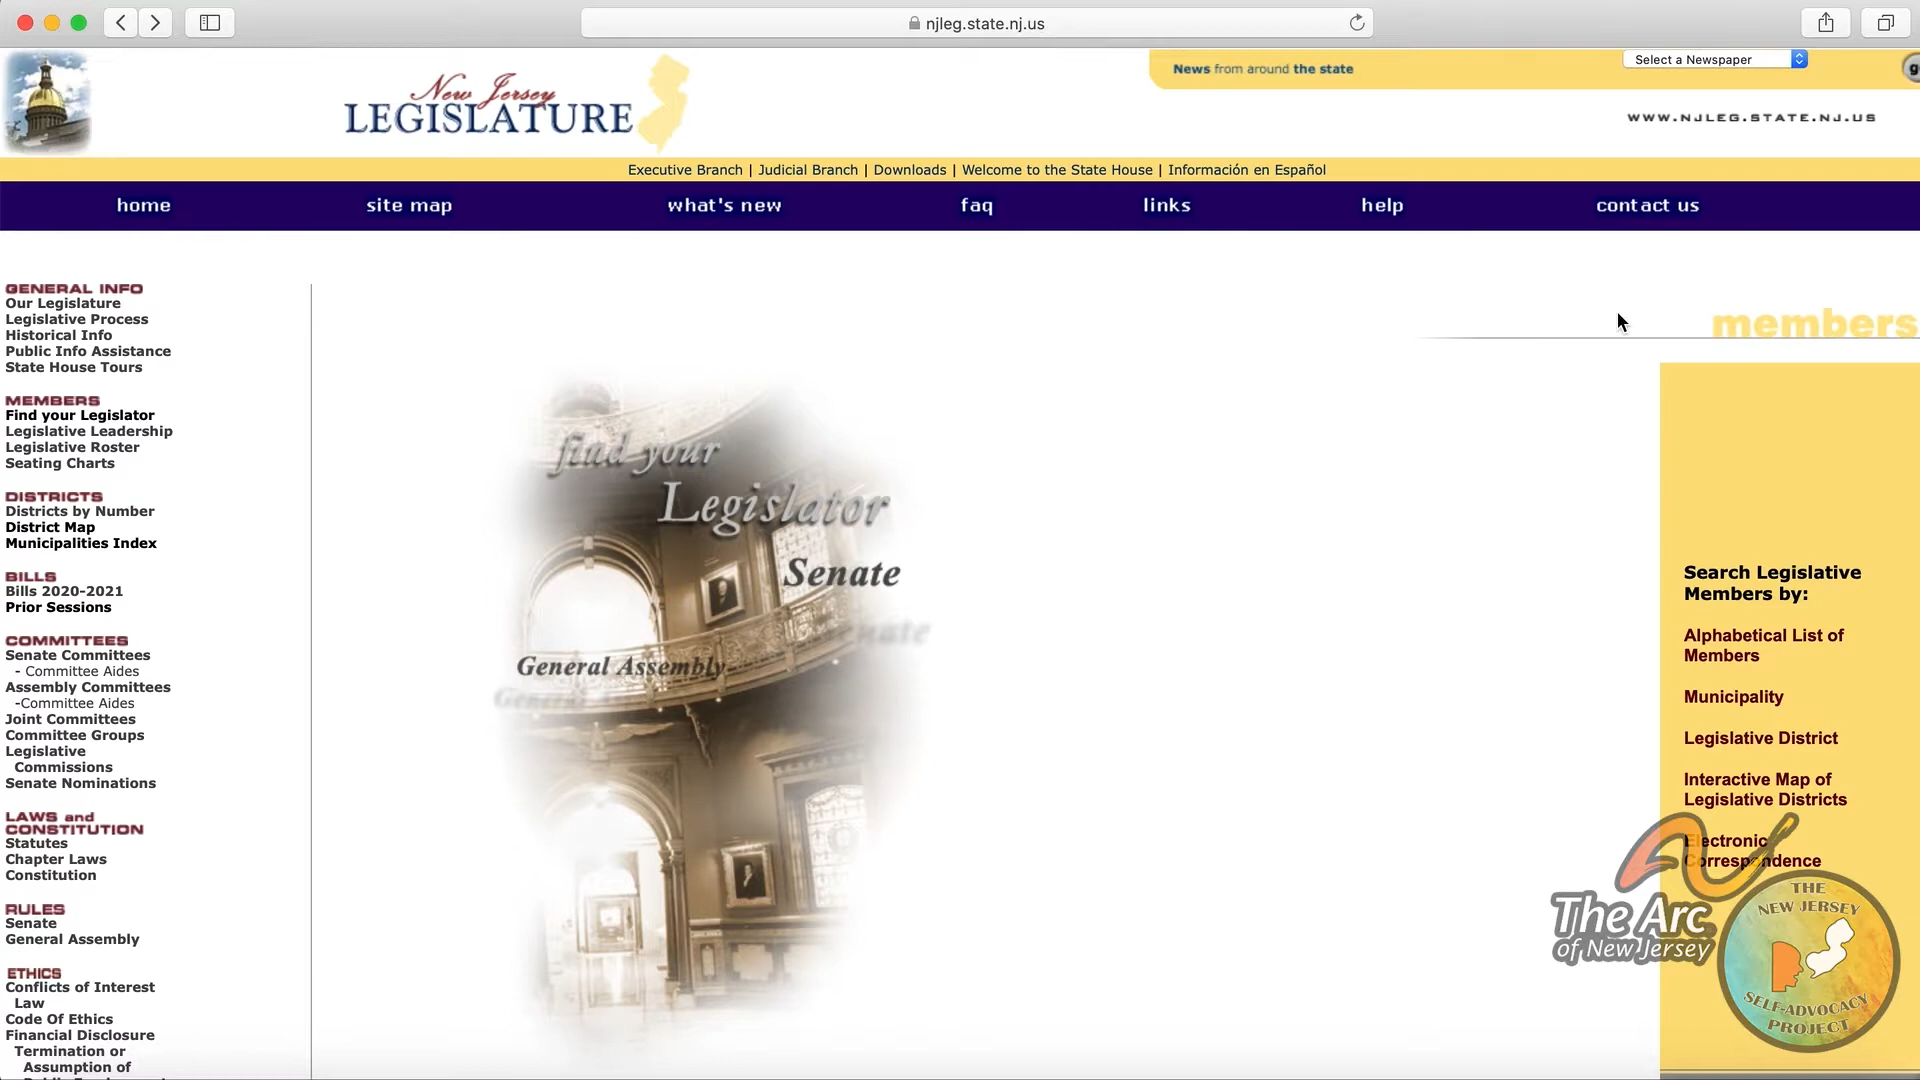 njleg.state.nj.us
New Jersey
LEGISLATURE
News from around the state
Select a Newspaper
WWW.NJLEG.STATE.NJ.US
Executive Branch | Judicial Branch | Downloads | Welcome to the State House | Información en Español
home site map what's new faq links help contact us
GENERAL INFO
Our Legislature
Legislative Process
Historical Info
Public Info Assistance
State House Tours
MEMBERS
Find your Legislator
Legislative Leadership
Legislative Roster
Seating Charts
DISTRICTS
Districts by Number
District Map
Municipalities Index
BILLS
Bills 2020-2021
Prior Sessions
COMMITTEES
Senate Committees
- Committee Aides
Assembly Committees
-Committee Aides
Joint Committees
Committee Groups
Legislative
Commissions
Senate Nominations
LAWS and
CONSTITUTION
Statutes
Chapter Laws
Constitution
RULES
Senate
General Assembly
ETHICS
Conflicts of Interest
Law
Code Of Ethics
Financial Disclosure
Termination or
Assumption of
find your
Legislator
Senate
Senate
General Assembly
General Assembly
members
Search Legislative
Members by:
Alphabetical List of
Members
Municipality
Legislative District
Interactive Map of
Legislative Districts
Electronic
Correspondence
The Arc
of New Jersey
THE
NEW JERSEY
SELF-ADVOCACY
PROJECT